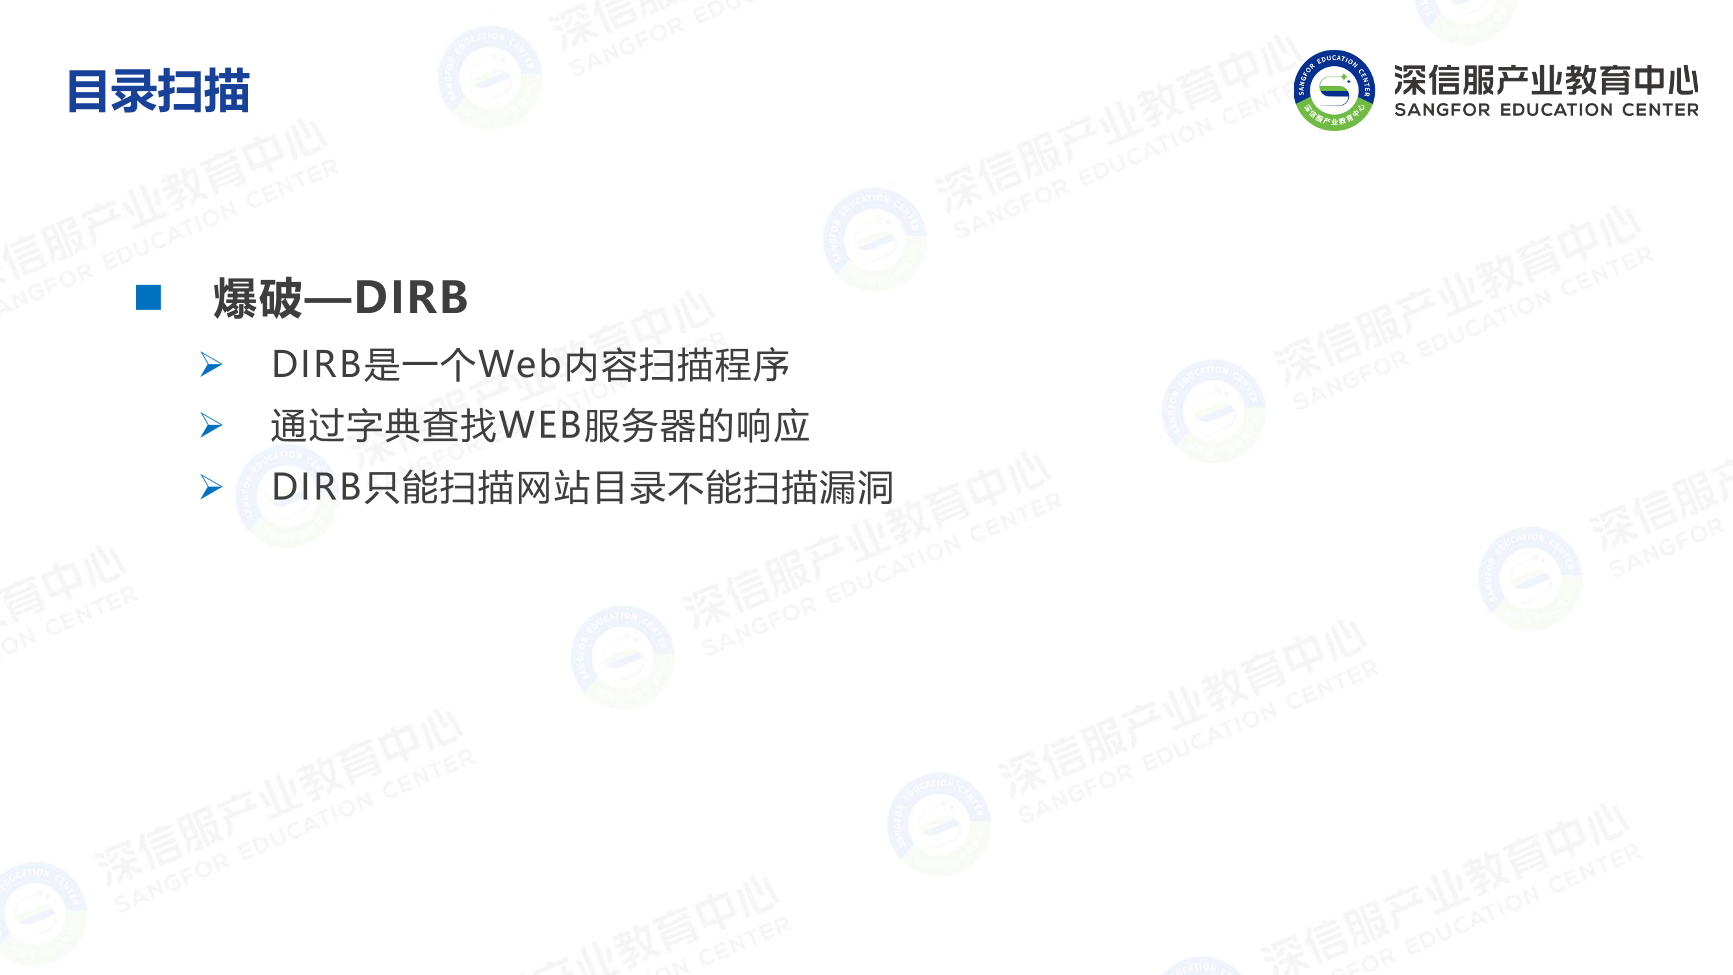 目录扫描
深信服产业教育中心
SANGFOR EDUCATION CENTER
爆破—DIRB
DIRB是一个Web内容扫描程序
通过字典查找WEB服务器的响应
DIRB只能扫描网站目录不能扫描漏洞